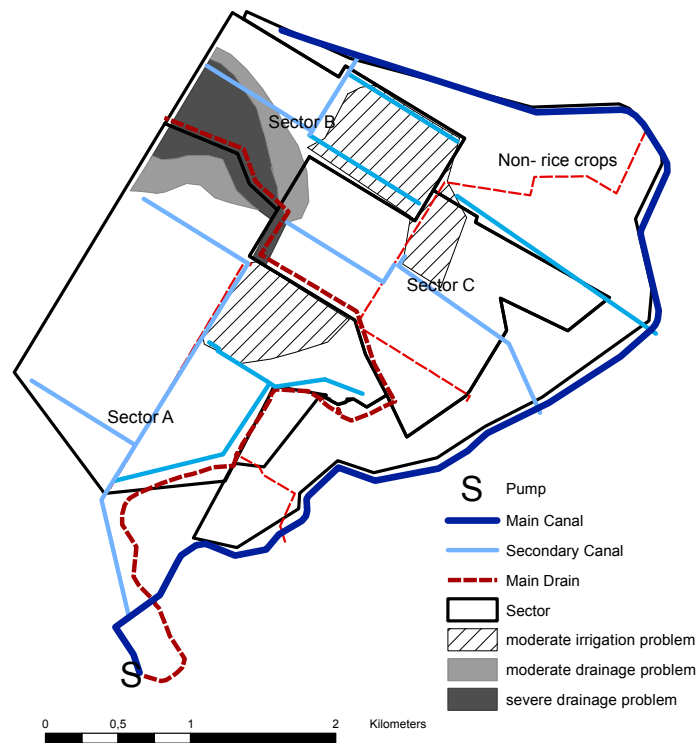 Sector B
Non- rice crops
Sector C
Sector A
S
S Pump
Main Canal
Secondary Canal
Main Drain
Sector
moderate irrigation problem
moderate drainage problem
severe drainage problem
0 0,5 1 2 Kilometers